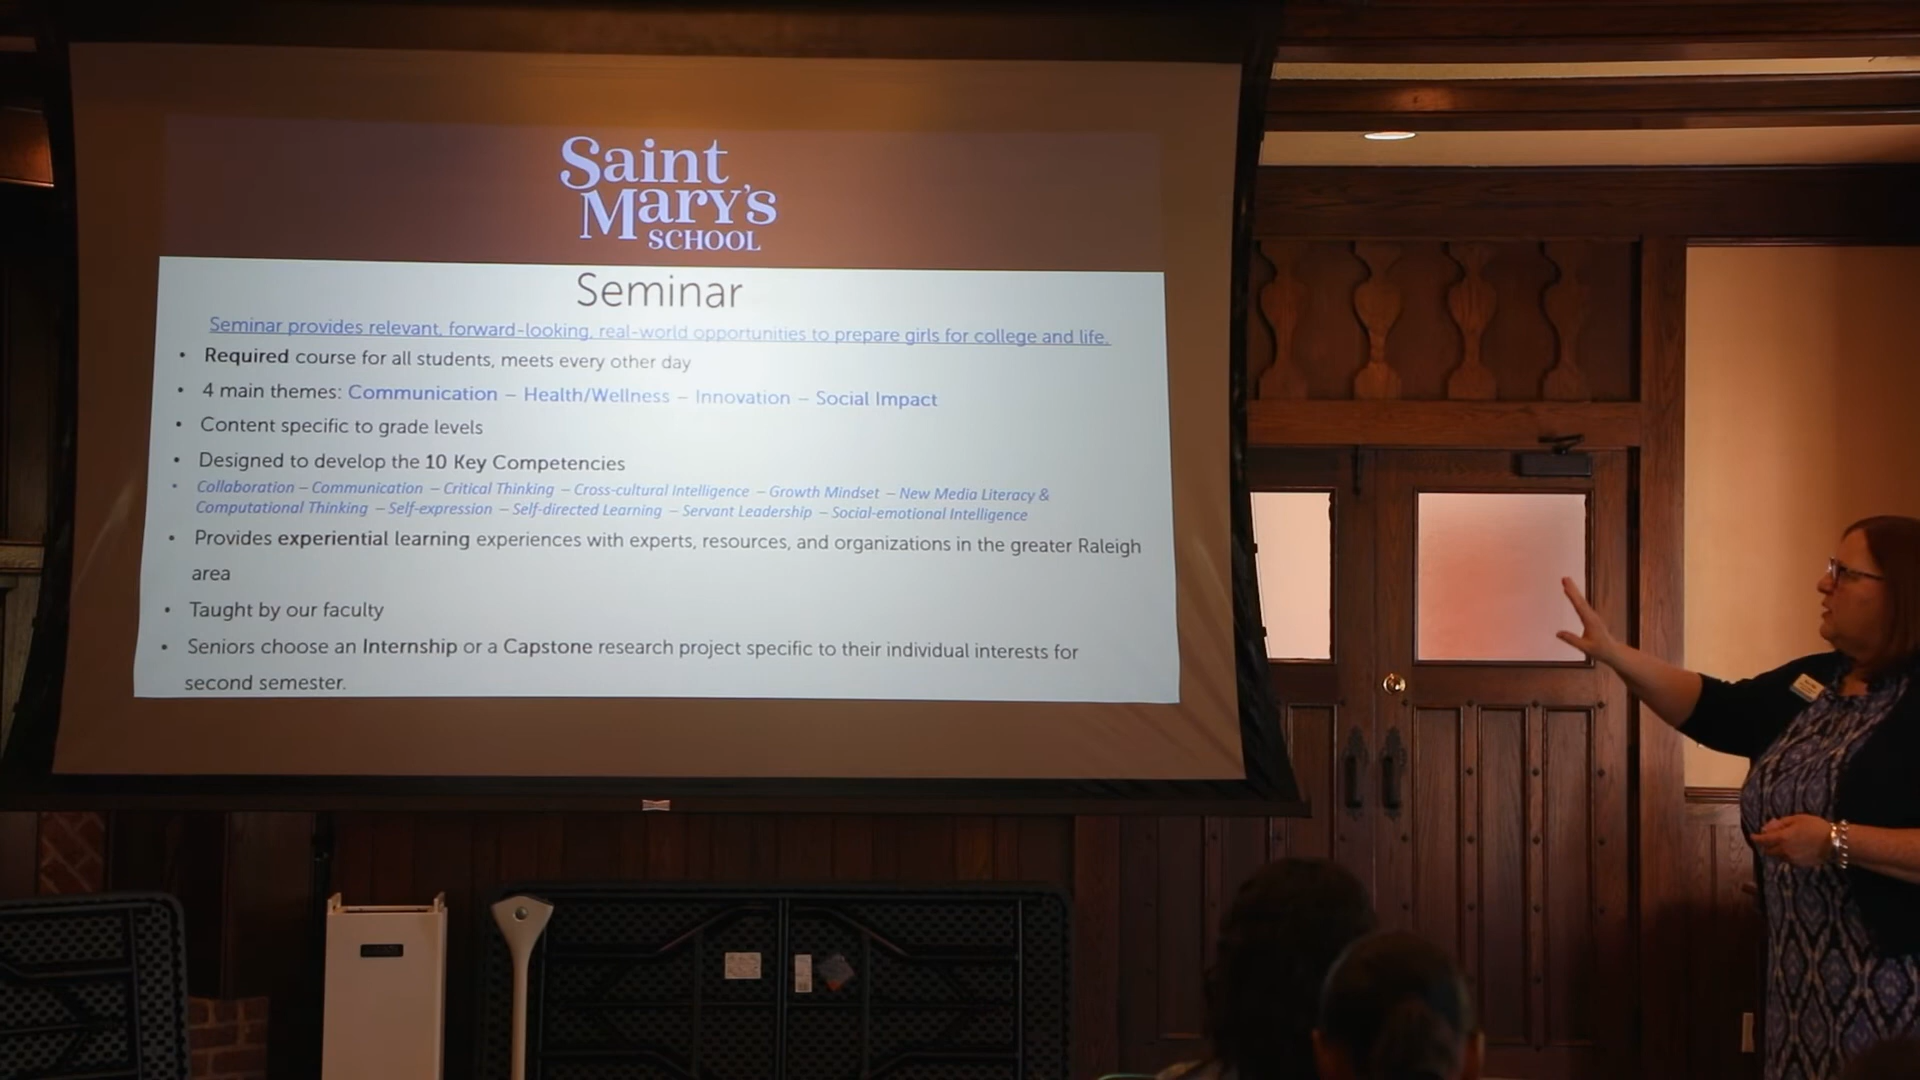 Saint
Mary's
SCHOOL
Seminar
Seminar provides relevant, forward-looking, real-world opportunities to prepare girls for college and life.
• Required course for all students, meets every other day
• 4 main themes: Communication – Health/Wellness – Innovation – Social Impact
• Content specific to grade levels
• Designed to develop the 10 Key Competencies
• Collaboration – Communication – Critical Thinking – Cross-cultural Intelligence – Growth Mindset – New Media Literacy &
Computational Thinking – Self-expression – Self-directed Learning – Servant Leadership – Social-emotional Intelligence
• Provides experiential learning experiences with experts, resources, and organizations in the greater Raleigh
area
• Taught by our faculty
• Seniors choose an Internship or a Capstone research project specific to their individual interests for
second semester.